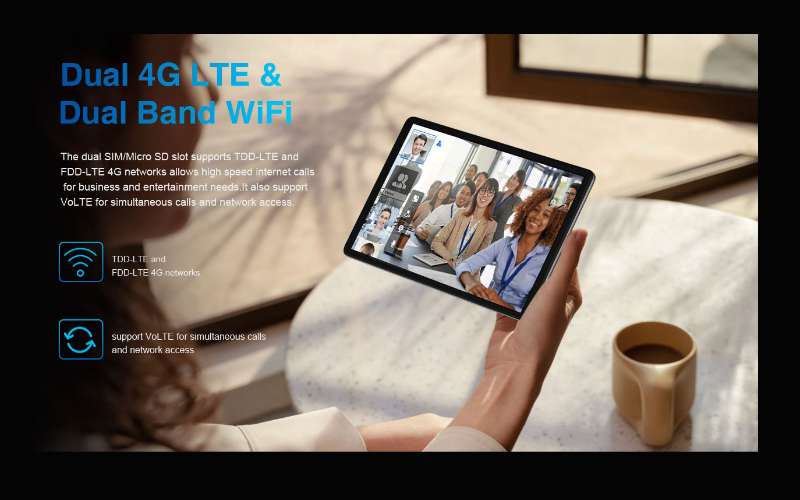 Dual 4G LTE &
Dual Band WiFi
The dual SIM/Micro SD slot supports TDD-LTE and
FDD-LTE 4G networks allows high speed internet calls
for business and entertainment needs.It also support
VoLTE for simultaneous calls and network access.
TDD-LTE and
FDD-LTE 4G networks
support VoLTE for simultaneous calls
and network access